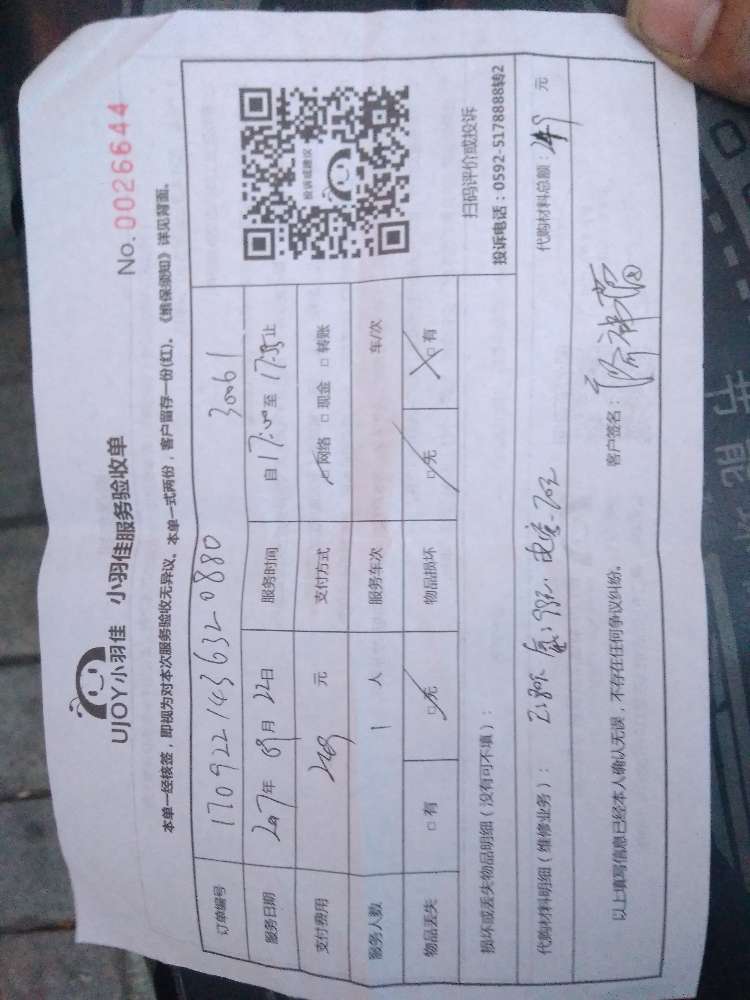 UJOY小羽佳 小羽佳服务验收单
No. 0026644
本单一经核签，即视为对本次服务验收无异议。本单一式两份，客户留存一份(红)。《维保须知》详见背面。
订单编号 170922143632 0880 30061
服务日期 2017年 09月 22日 服务时间 自 17:00 至 17:35 止
支付费用 元 支付方式 ☑网络 □现金 □转账
服务人数 1 人 服务车次 车/次
物品丢失 □有 ☑无 物品损坏 ☑无 □有
投诉或建议
扫码评价或投诉
投诉电话：0592-5178888转2
损坏或丢失物品明细（没有可不填）：
代购材料明细（维修业务）： 代购材料总额： 元
以上填写信息已经本人确认无误，不存在任何争议纠纷。 客户签名：
节能